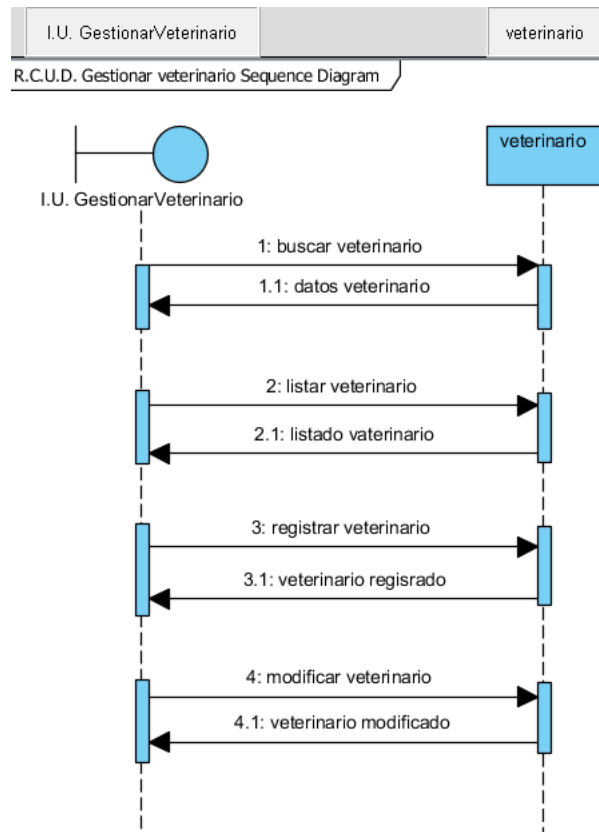 I.U. GestionarVeterinario
veterinario
R.C.U.D. Gestionar veterinario Sequence Diagram
veterinario
I.U. GestionarVeterinario
1: buscar veterinario
1.1: datos veterinario
2: listar veterinario
2.1: listado vaterinario
3: registrar veterinario
3.1: veterinario regisrado
4: modificar veterinario
4.1: veterinario modificado